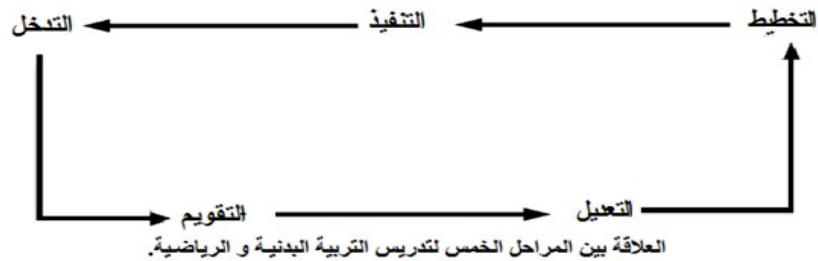 التخطيط التنفيذ التدخل
التعديل التقويم
العلاقة بين المراحل الخمس لتدريس التربية البدنية و الرياضية.